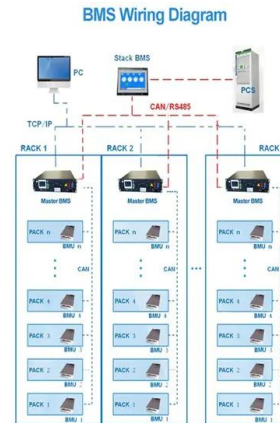 BMS Wiring Diagram
PC
Stack BMS
PCS
CAN/RS485
TCP/IP
RACK 1
RACK 2
RACK
Master BMS
Master BMS
Master BMS
PACK n
BMU n
PACK n
BMU n
PACK n
BMU n
CAN
CAN
CAN
PACK 4
BMU 4
PACK 4
BMU 4
PACK 4
BMU 4
PACK 3
BMU 3
PACK 3
BMU 3
PACK 3
BMU 3
PACK 2
BMU 2
PACK 2
BMU 2
PACK 2
BMU 2
PACK 1
BMU 1
PACK 1
BMU 1
PACK 1
BMU 1